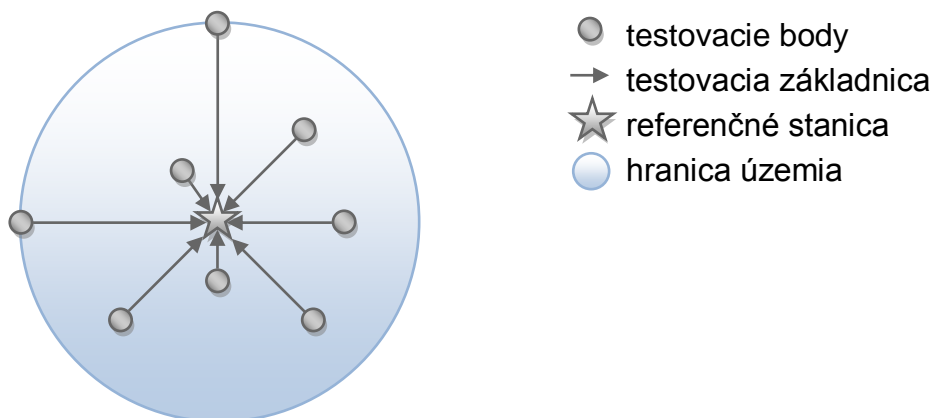 testovacie body
testovacia základnica
referenčné stanica
hranica územia